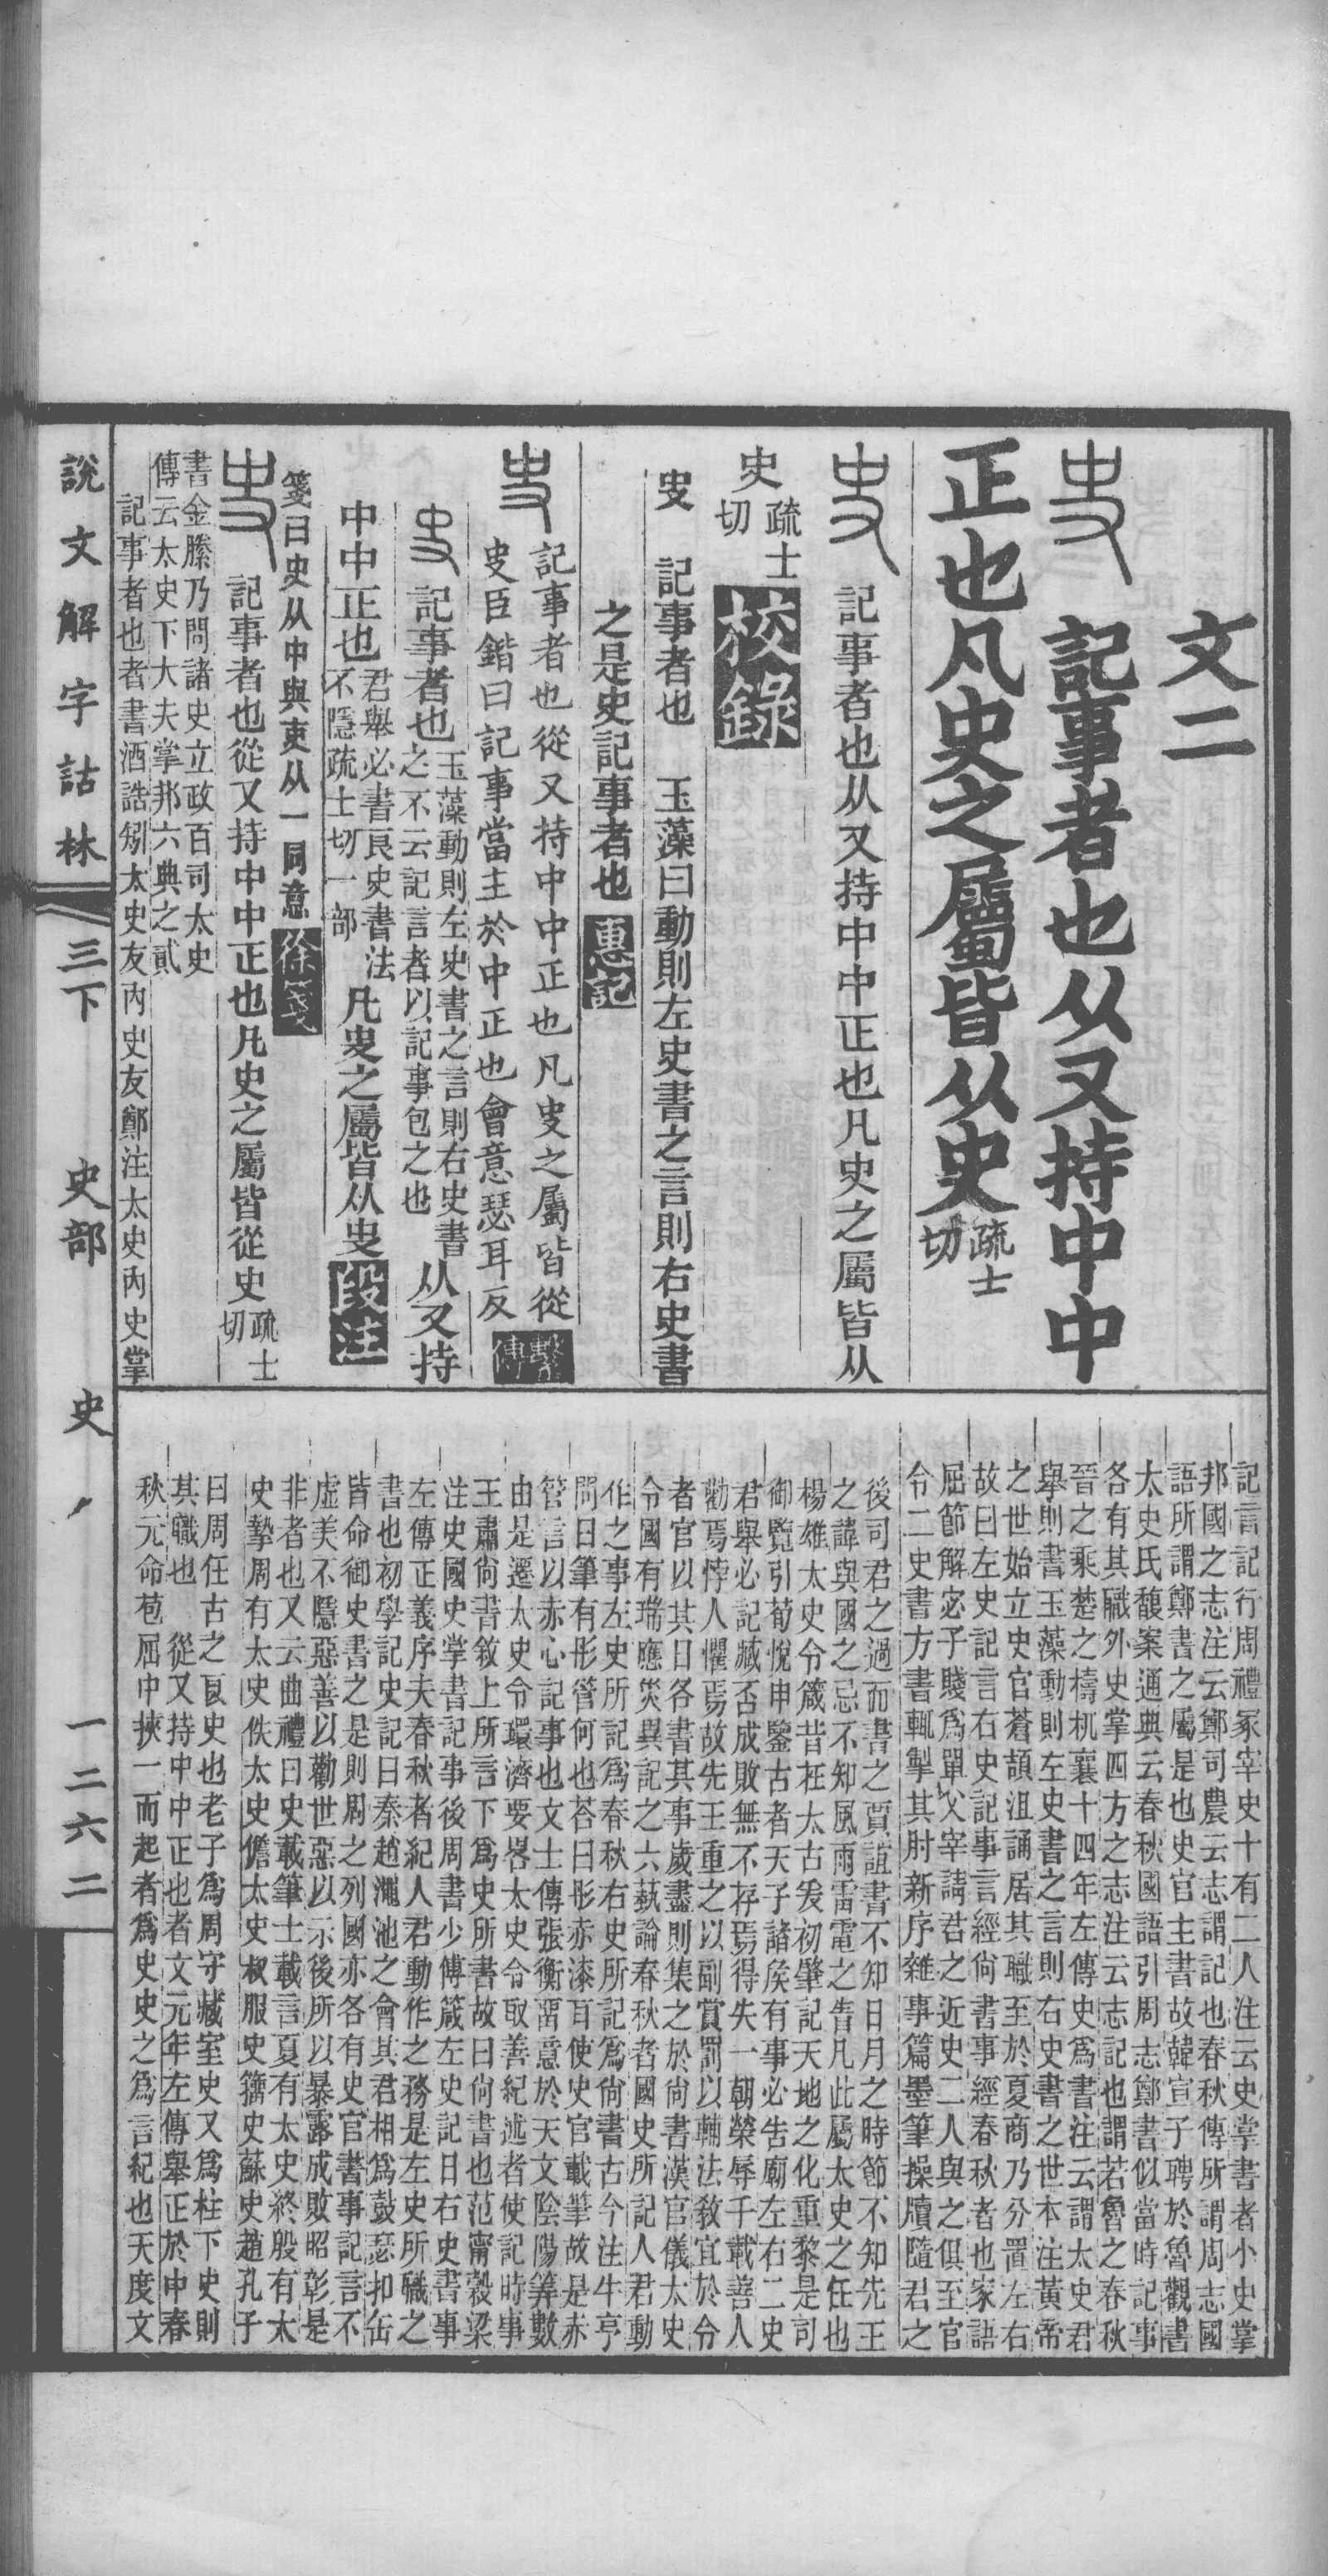 文二
記事者也从又持中中
正也凡史之屬皆从史疏士切
記事者也从又持中中正也凡史之屬皆从
史疏士切 校錄
㕜 記事者也 玉藻曰動則左史書之言則右史書
之是史記事者也 惠記
記事者也從又持中中正也凡㕜之屬皆從
㕜臣鍇曰記事當主於中正也會意瑟耳反 繫傳
記事者也玉藻動則左史書之言則右史書之不云記言者以記事包之也从又持
中中正也君舉必書良史書法不隱疏士切一部凡㕜之屬皆从㕜 段注
箋曰史从中與吏从一同意 徐箋
記事者也從又持中中正也凡史之屬皆從史疏士切
書金縢乃問諸史立政百司太史
傳云太史下大夫掌邦六典之貳
記事者也者書酒誥矧太史友內史友鄭注太史內史掌
記言記行周禮冢宰史十有二人注云史掌書者小史掌
邦國之志注云鄭司農云志謂記也春秋傳所謂周志國
語所謂鄭書之屬是也史官主書故韓宣子聘於魯觀書
太史氏馥案通典云春秋國語引周志鄭書似當時記事
各有其職外史掌四方之志注云志記也謂若魯之春秋
晉之乘楚之檮杌襄十四年左傳史爲書注云謂太史君
舉則書玉藻動則左史書之言則右史書之世本注黃帝
之世始立史官蒼頡沮誦居其職至於夏商乃分置左右
故曰左史記言右史記事言經尙書事經春秋者也家語
屈節解宓子賤爲單父宰請君之近史二人與之俱至官
令二史書方書輒掣其肘新序雜事篇墨筆操牘隨君之
後司君之過而書之賈誼書不知日月之時節不知先王
之諱與國之忌不知風雨雷電之眚凡此屬太史之任也
楊雄太史令箴昔在太古爰初肇記天地之化重黎是司
御覽引荀悅申鑒古者天子諸侯有事必告廟左右二史
君舉必記臧否成敗無不存焉得失一朝榮辱千載善人
勸焉悖人懼焉故先王重之以副賞罰以輔法敎宜於今
者官以其日各書其事歲盡則集之於尙書漢官儀太史
令國有瑞應災異記之六藝論春秋者國史所記人君動
作之事左史所記爲春秋右史所記爲尙書古今注牛亨
問曰筆有彤管何也荅曰彤赤漆耳使史官載筆故是赤
管言以赤心記事也文士傳張衡畱意於天文陰陽筭數
由是遷太史令環濟要畧太史令取善紀述者使記時事
王肅尙書敘上所言下爲史所書故曰尙書也范甯穀梁
注史國史掌書記事後周書少傅箴左史記日右史書事
左傳正義序夫春秋者紀人君動作之務是左史所職之
書也初學記史記曰秦趙澠池之會其君相爲鼓瑟扣缶
皆命御史書之是則周之列國亦各有史官書事記言不
虛美不隱惡善以勸世惡以示後所以暴露成敗昭彰是
非者也又云曲禮曰史載筆士載言夏有太史終殷有太
史摯周有太史佚太史儋太史叔服史籒史蘇史趙孔子
曰周任古之良史也老子爲周守藏室史又爲柱下史則
其職也 從又持中中正也者文元年左傳舉正於中春
秋元命苞屈中挾一而起者爲史史之爲言紀也天度文
說文解字詁林 三下 史部 史 一二六二